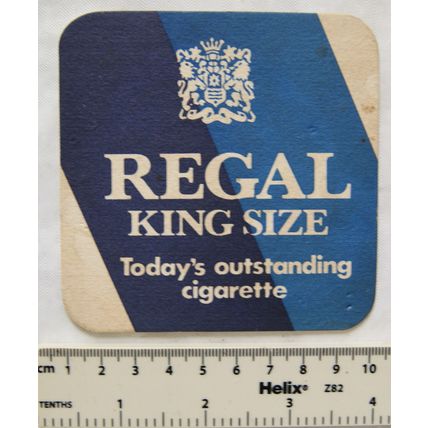 REGAL
KING SIZE
Today's outstanding
cigarette
cm 1 2 3 4 5 6 7 8 9 10
Helix® Z82
TENTHS 1 2 3 4